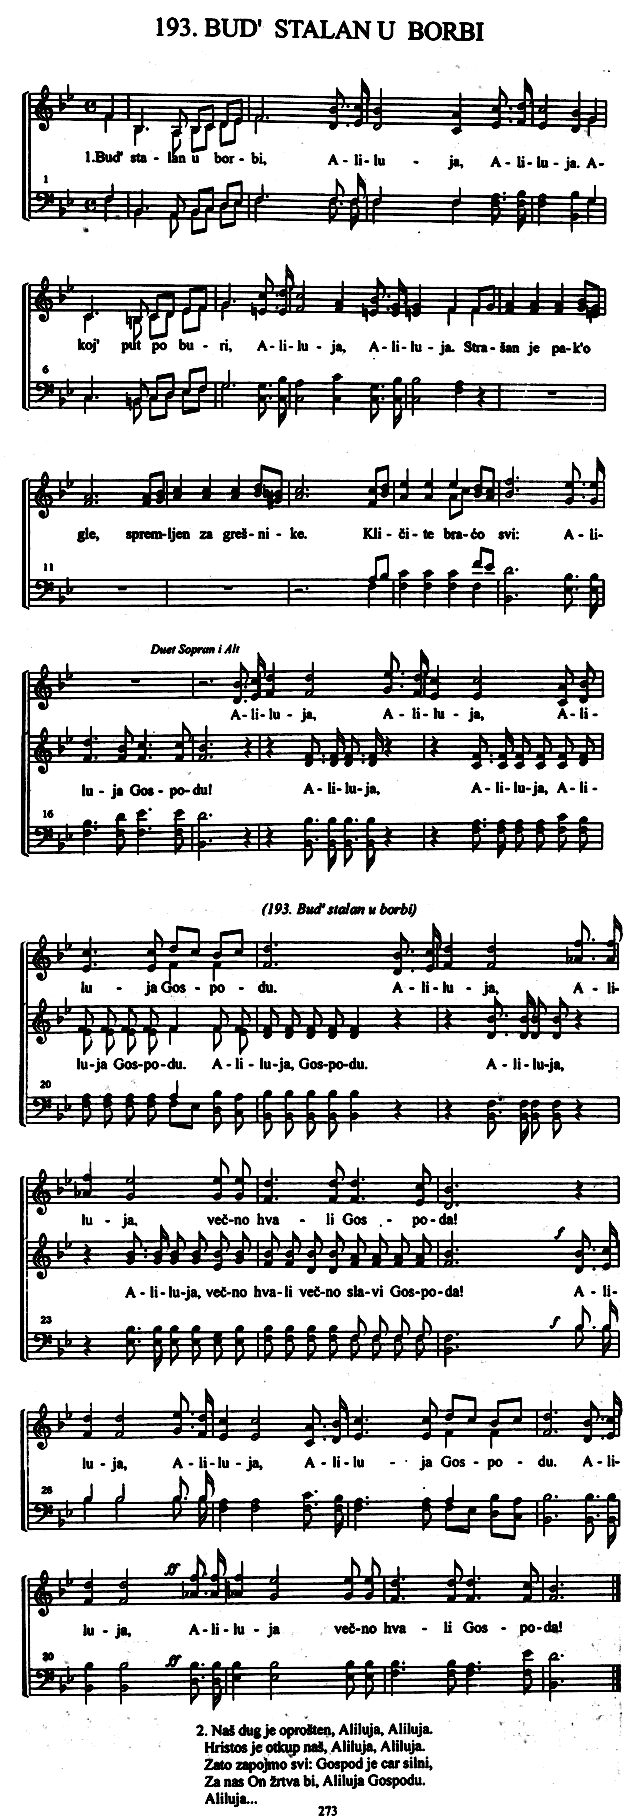 193. BUD' STALAN U BORBI
1.Bud' sta - lan u bor - bi, A - li - lu - ja, A - li - lu - ja. A-
1
koj' put po bu - ri, A - li - lu - ja, A - li - lu - ja. Stra - šan je pa - k'o
6
gle, sprem-ljen za greš - ni - ke. Kli - či - te bra - ćo svi: A - li-
11
Duet Sopran i Alt
A - li - lu - ja, A - li - lu - ja, A - li-
lu - ja Gos - po - du! A - li - lu - ja, A - li - lu - ja, A - li-
16
(193. Bud' stalan u borbi)
lu - ja Gos - po - du. A - li - lu - ja, A - li-
lu-ja Gos-po-du. A - li - lu-ja, Gos-po-du. A - li - lu-ja,
20
lu - ja, več-no hva - li Gos - po-da!
f
A - li - lu-ja, več-no hva-li več-no sla-vi Gos-po-da! A - li-
23
f
lu - ja, A - li - lu - ja, A - li - lu - ja Gos - po - du. A - li-
26
ff
lu - ja, A - li - lu - ja več-no hva - li Gos - po-da!
30
ff
2. Naš dug je oprošten, Aliluja, Aliluja.
Hristos je otkup naš, Aliluja, Aliluja.
Zato zapojmo svi: Gospod je car silni,
Za nas On žrtva bi, Aliluja Gospodu.
Aliluja...
273